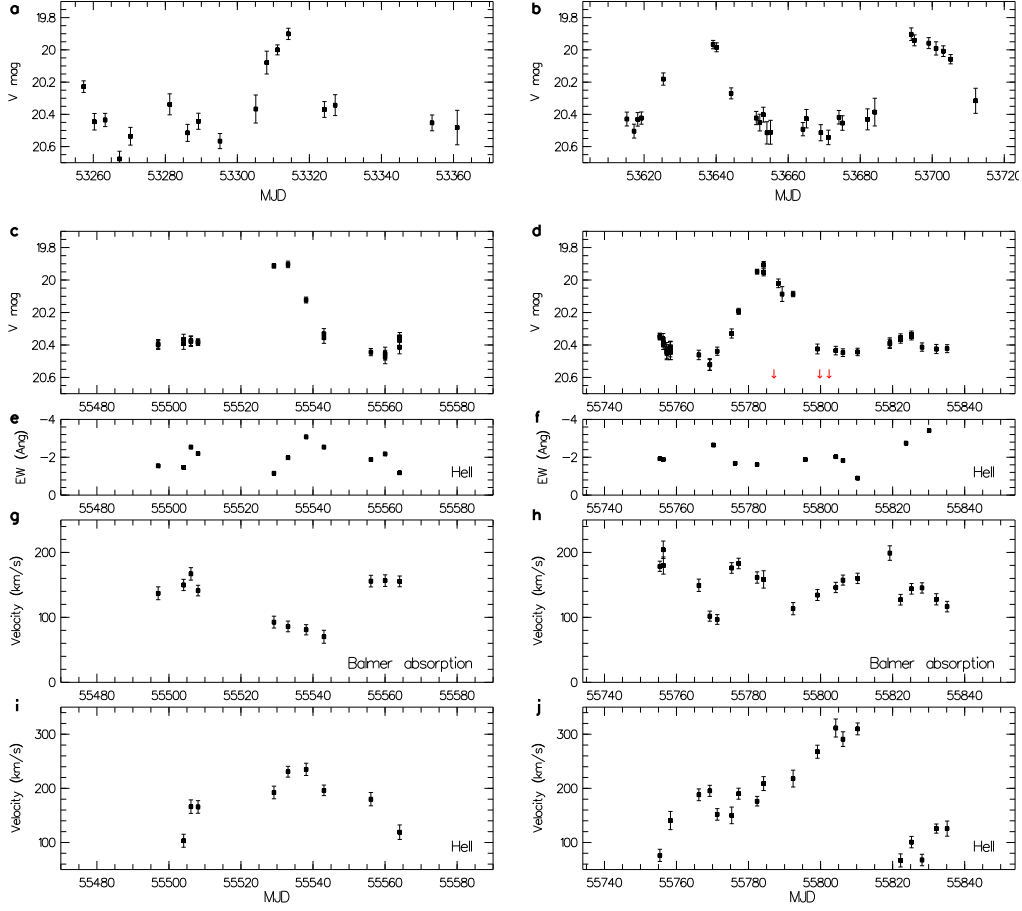 a
b
19.8
20
20.2
20.4
20.6
V mag
53260 53280 53300 53320 53340 53360
MJD
19.8
20
20.2
20.4
20.6
V mag
53620 53640 53660 53680 53700 53720
MJD
c
d
19.8
20
20.2
20.4
20.6
V mag
55480 55500 55520 55540 55560 55580
19.8
20
20.2
20.4
20.6
V mag
55740 55760 55780 55800 55820 55840
e
f
−4
−2
0
EW (Ang)
HeII
55480 55500 55520 55540 55560 55580
−4
−2
0
EW (Ang)
HeII
55740 55760 55780 55800 55820 55840
g
h
200
100
0
Velocity (km/s)
Balmer absorption
55480 55500 55520 55540 55560 55580
200
100
0
Velocity (km/s)
Balmer absorption
55740 55760 55780 55800 55820 55840
i
j
300
200
100
Velocity (km/s)
HeII
55480 55500 55520 55540 55560 55580
MJD
300
200
100
Velocity (km/s)
HeII
55740 55760 55780 55800 55820 55840
MJD